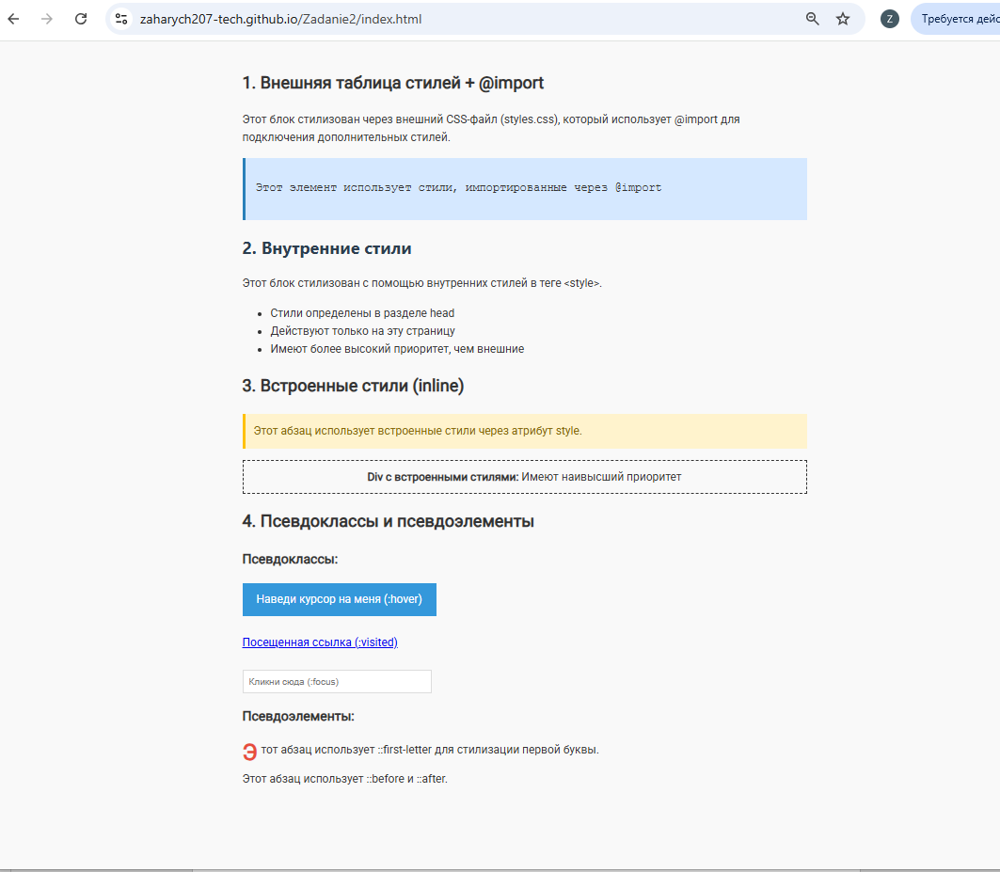 zaharych207-tech.github.io/Zadanie2/index.html
Z
Требуется дейс
1. Внешняя таблица стилей + @import
Этот блок стилизован через внешний CSS-файл (styles.css), который использует @import для
подключения дополнительных стилей.
Этот элемент использует стили, импортированные через @import
2. Внутренние стили
Этот блок стилизован с помощью внутренних стилей в теге <style>.
• Стили определены в разделе head
• Действуют только на эту страницу
• Имеют более высокий приоритет, чем внешние
3. Встроенные стили (inline)
Этот абзац использует встроенные стили через атрибут style.
Div с встроенными стилями: Имеют наивысший приоритет
4. Псевдоклассы и псевдоэлементы
Псевдоклассы:
Наведи курсор на меня (:hover)
Посещенная ссылка (:visited)
Кликни сюда (:focus)
Псевдоэлементы:
Этот абзац использует ::first-letter для стилизации первой буквы.
Этот абзац использует ::before и ::after.